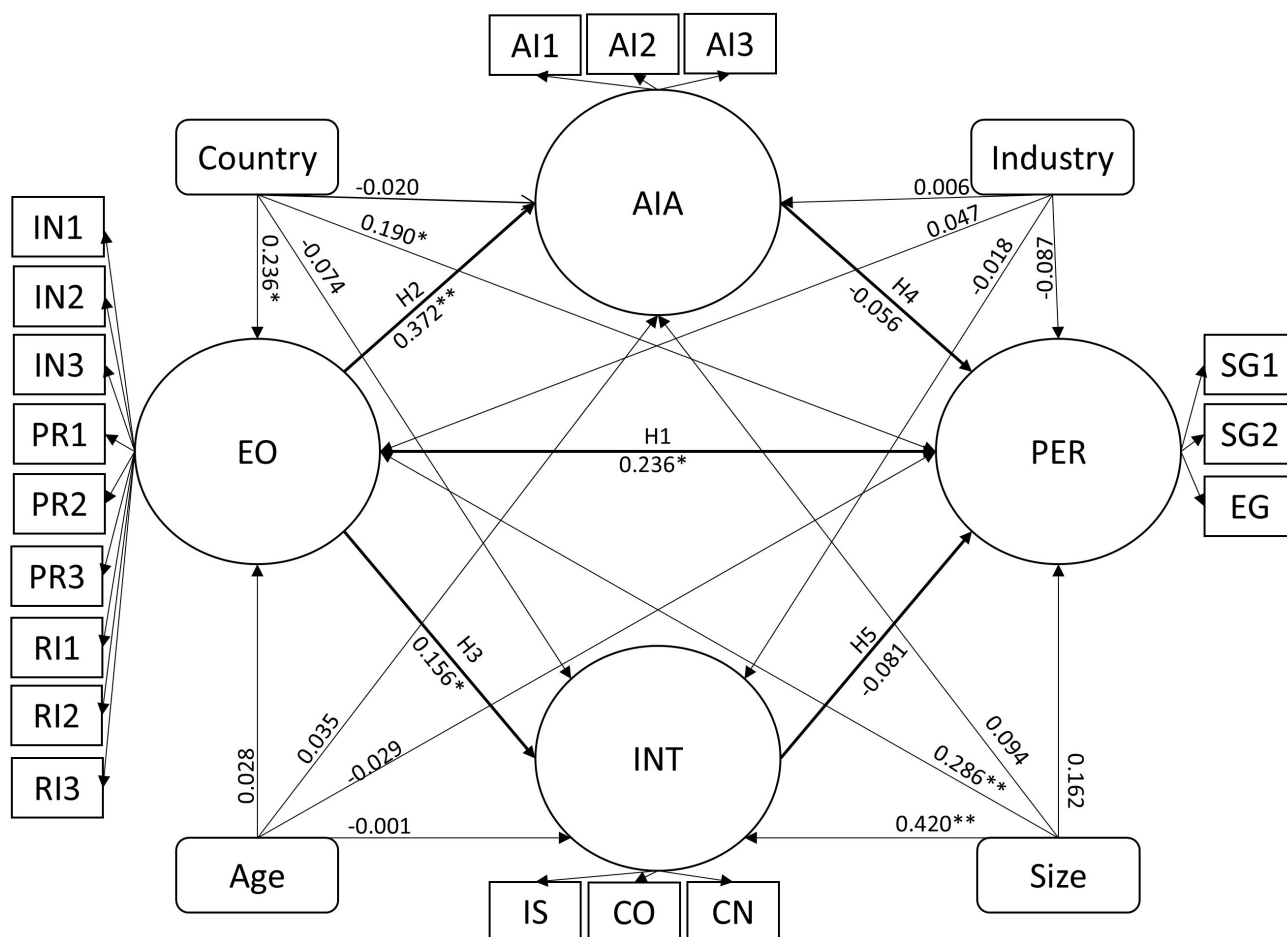 AI1
AI2
AI3
Country
Industry
AIA
-0.020
0.006
0.190*
0.047
0.236*
-0.074
-0.018
-0.087
IN1
IN2
IN3
PR1
PR2
PR3
RI1
RI2
RI3
H2
0.372**
H4
-0.056
EO
H1
0.236*
PER
SG1
SG2
EG
H3
0.156*
H5
-0.081
INT
0.028
0.035
-0.029
-0.001
0.094
0.286**
0.162
0.420**
Age
Size
IS
CO
CN